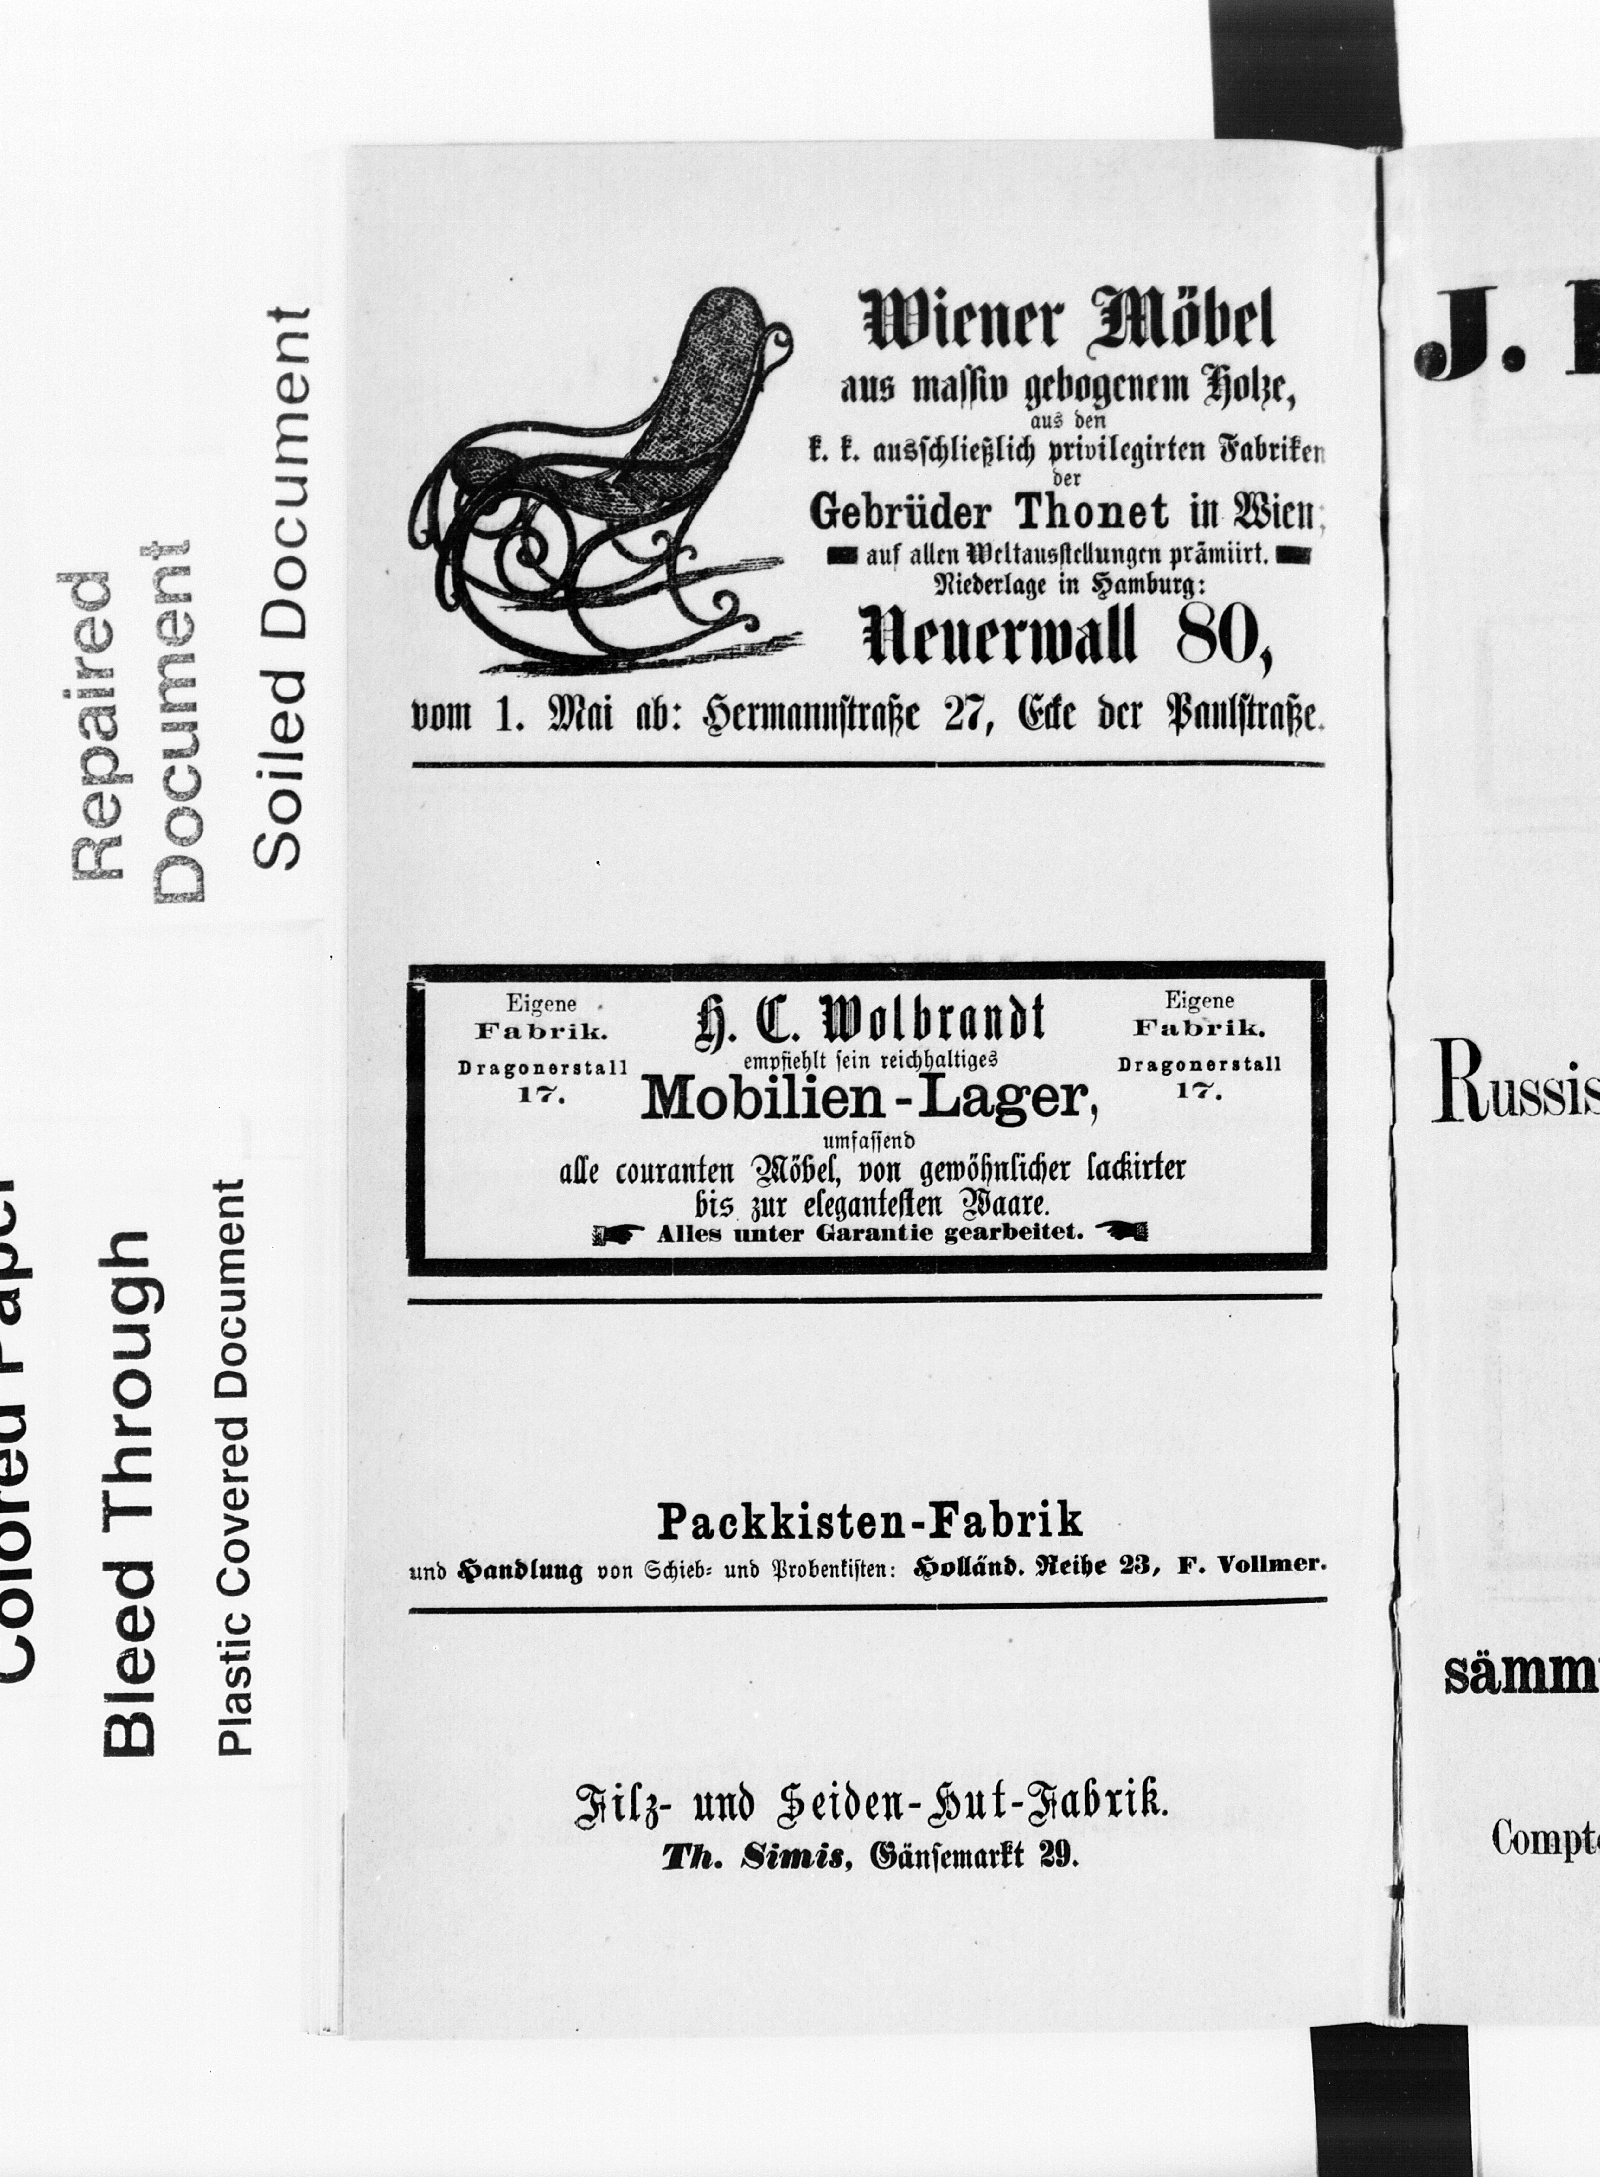 Wiener Möbel
aus massiv gebogenem Holze,
aus den
k. k. ausschließlich privilegirten Fabriken
der
Gebrüder Thonet in Wien,
auf allen Weltausstellungen prämiirt.
Niederlage in Hamburg:
Neuerwall 80,
vom 1. Mai ab: Hermannstraße 27, Ecke der Paulstraße.
Eigene
Fabrik.
Dragonerstall
17.
H. C. Wolbrandt
empfiehlt sein reichhaltiges
Mobilien-Lager,
umfassend
alle couranten Möbel, von gewöhnlicher lackirter
bis zur elegantesten Waare.
Alles unter Garantie gearbeitet.
Eigene
Fabrik.
Dragonerstall
17.
Packkisten-Fabrik
und Handlung von Schieb- und Probenkisten: Holländ. Reihe 23, F. Vollmer.
Filz- und Seiden-Hut-Fabrik.
Th. Simis, Gänsemarkt 29.
Repaired
Document
Soiled Document
Colored Paper
Bleed Through
Plastic Covered Document
J.
Russis
sämm
Compt